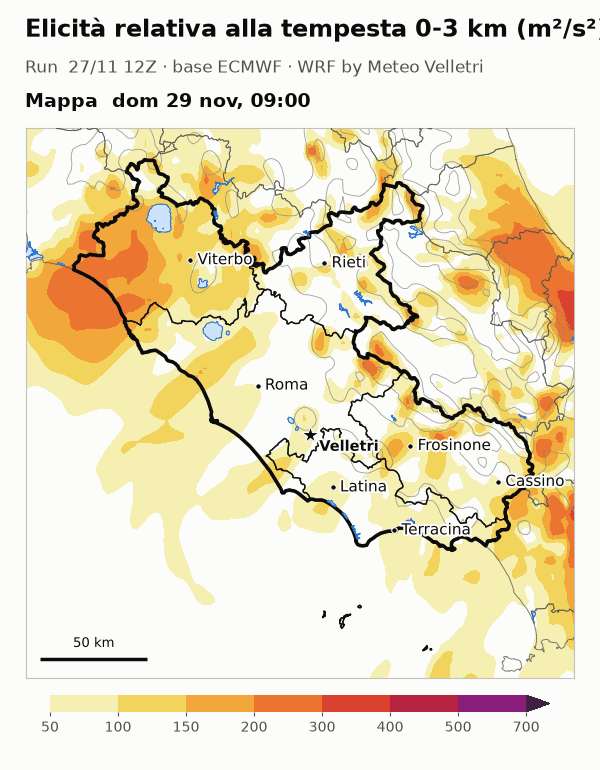 Elicità relativa alla tempesta 0-3 km (m²/s²)
Run 27/11 12Z · base ECMWF · WRF by Meteo Velletri
Mappa dom 29 nov, 09:00
Viterbo
Rieti
Roma
Velletri
Frosinone
Cassino
Latina
Terracina
50 km
50 100 150 200 300 400 500 700